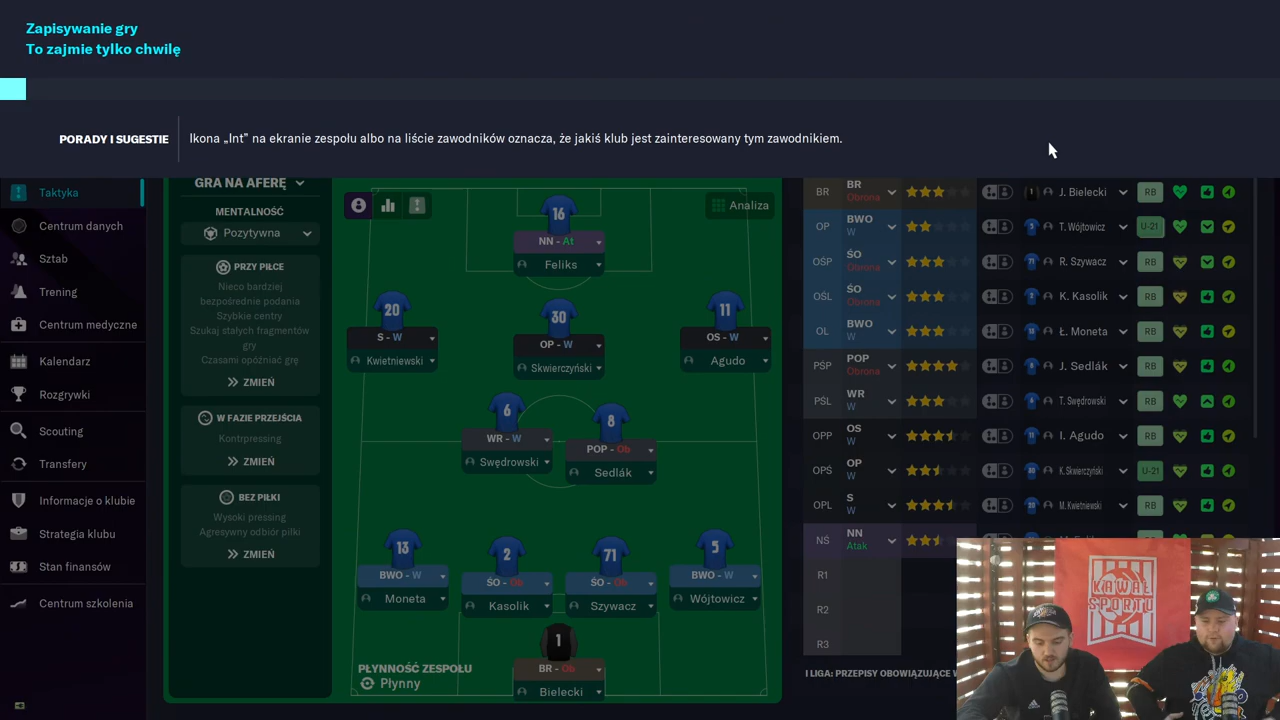 Zapisywanie gry
To zajmie tylko chwilę
PORADY I SUGESTIE
Ikona „Int” na ekranie zespołu albo na liście zawodników oznacza, że jakiś klub jest zainteresowany tym zawodnikiem.
Taktyka
Centrum danych
Sztab
Trening
Centrum medyczne
Kalendarz
Rozgrywki
Scouting
Transfery
Informacje o klubie
Strategia klubu
Stan finansów
Centrum szkolenia
GRA NA AFERĘ
MENTALNOŚĆ
Pozytywna
PRZY PIŁCE
Nieco bardziej
bezpośrednie podania
Szybkie centry
Szukaj stałych fragmentów
gry
Czasami opóźniać grę
ZMIEŃ
W FAZIE PRZEJŚCIA
Kontrpressing
ZMIEŃ
BEZ PIŁKI
Wysoki pressing
Agresywny odbiór piłki
ZMIEŃ
Analiza
16
NN - At
Feliks
20
S - W
Kwietniewski
30
OP - W
Skwierczyński
11
OS - W
Agudo
6
WR - W
Swędrowski
8
POP - Ob
Sedlák
13
BWO - W
Moneta
2
ŚO - Ob
Kasolik
71
ŚO - Ob
Szywacz
5
BWO - W
Wójtowicz
1
BR - Ob
Bielecki
PŁYNNOŚĆ ZESPOŁU
Płynny
BR BR Obrona J. Bielecki RB
OP BWO W T. Wójtowicz U-21
OŚP ŚO Obrona R. Szywacz RB
OŚL ŚO Obrona K. Kasolik RB
OL BWO W Ł. Moneta RB
PŚP POP Obrona J. Sedlák RB
PŚL WR W T. Swędrowski RB
OPP OS W I. Agudo RB
OPŚ OP W K. Skwierczyński U-21
OPL S W M. Kwietniewski RB
NŚ NN Atak
R1
R2
R3
I LIGA: PRZEPISY OBOWIĄZUJĄCE W
KAWAŁ
SPORTU